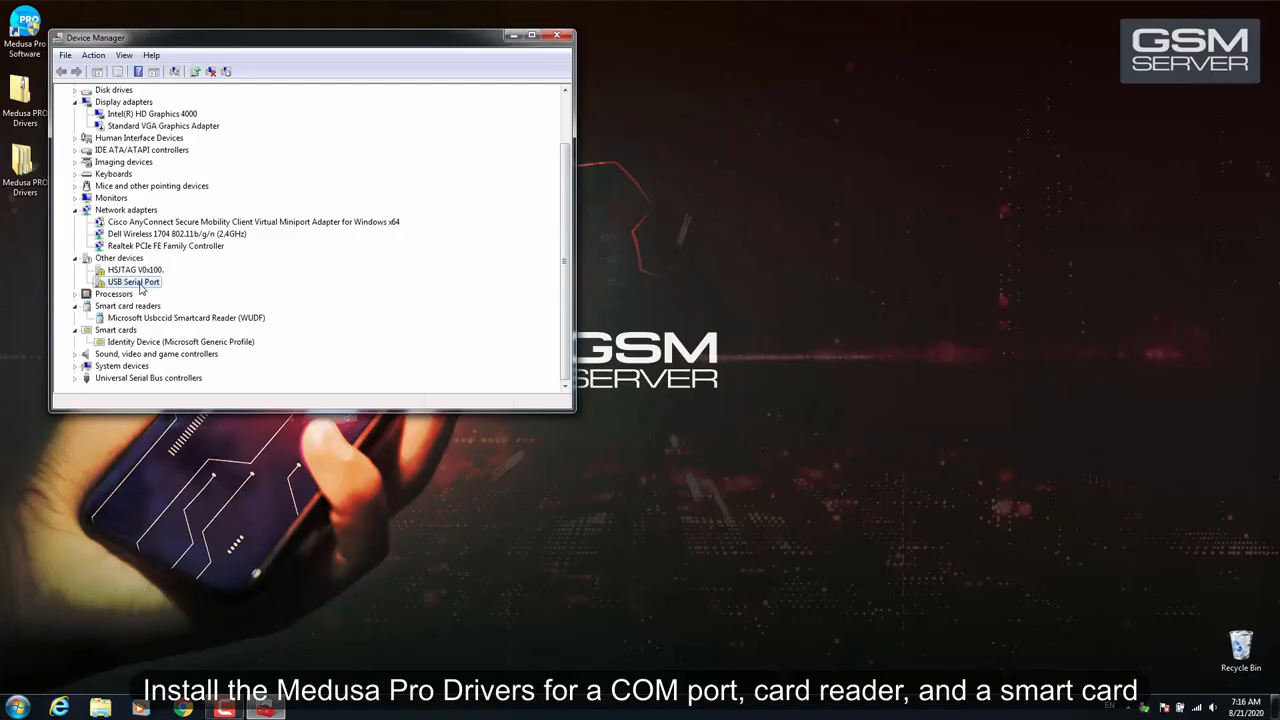 Medusa Pro
Software
Medusa PRO
Drivers
Medusa PRO
Drivers
Device Manager
File Action View Help
Disk drives
Display adapters
Intel(R) HD Graphics 4000
Standard VGA Graphics Adapter
Human Interface Devices
IDE ATA/ATAPI controllers
Imaging devices
Keyboards
Mice and other pointing devices
Monitors
Network adapters
Cisco AnyConnect Secure Mobility Client Virtual Miniport Adapter for Windows x64
Dell Wireless 1704 802.11b/g/n (2.4GHz)
Realtek PCIe FE Family Controller
Other devices
HSJTAG V0x100.
USB Serial Port
Processors
Smart card readers
Microsoft Usbccid Smartcard Reader (WUDF)
Smart cards
Identity Device (Microsoft Generic Profile)
Sound, video and game controllers
System devices
Universal Serial Bus controllers
GSM
SERVER
GSM
SERVER
Recycle Bin
Install the Medusa Pro Drivers for a COM port, card reader, and a smart card
EN
7:16 AM
8/21/2020